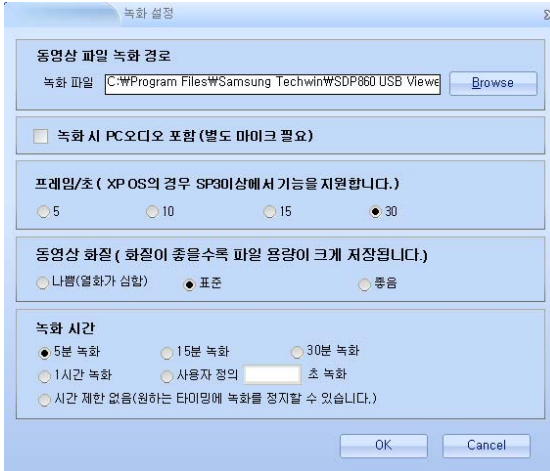 녹화 설정
동영상 파일 녹화 경로
녹화 파일 C:₩Program Files₩Samsung Techwin₩SDP860 USB Viewe Browse
녹화 시 PC오디오 포함(별도 마이크 필요)
프레임/초 ( XP OS의 경우 SP3이상에서 기능을 지원합니다.)
5 10 15 30
동영상 화질 ( 화질이 좋을수록 파일 용량이 크게 저장됩니다.)
나쁨(열화가 심함) 표준 좋음
녹화 시간
5분 녹화 15분 녹화 30분 녹화
1시간 녹화 사용자 정의 초 녹화
시간 제한 없음(원하는 타이밍에 녹화를 정지할 수 있습니다.)
OK Cancel